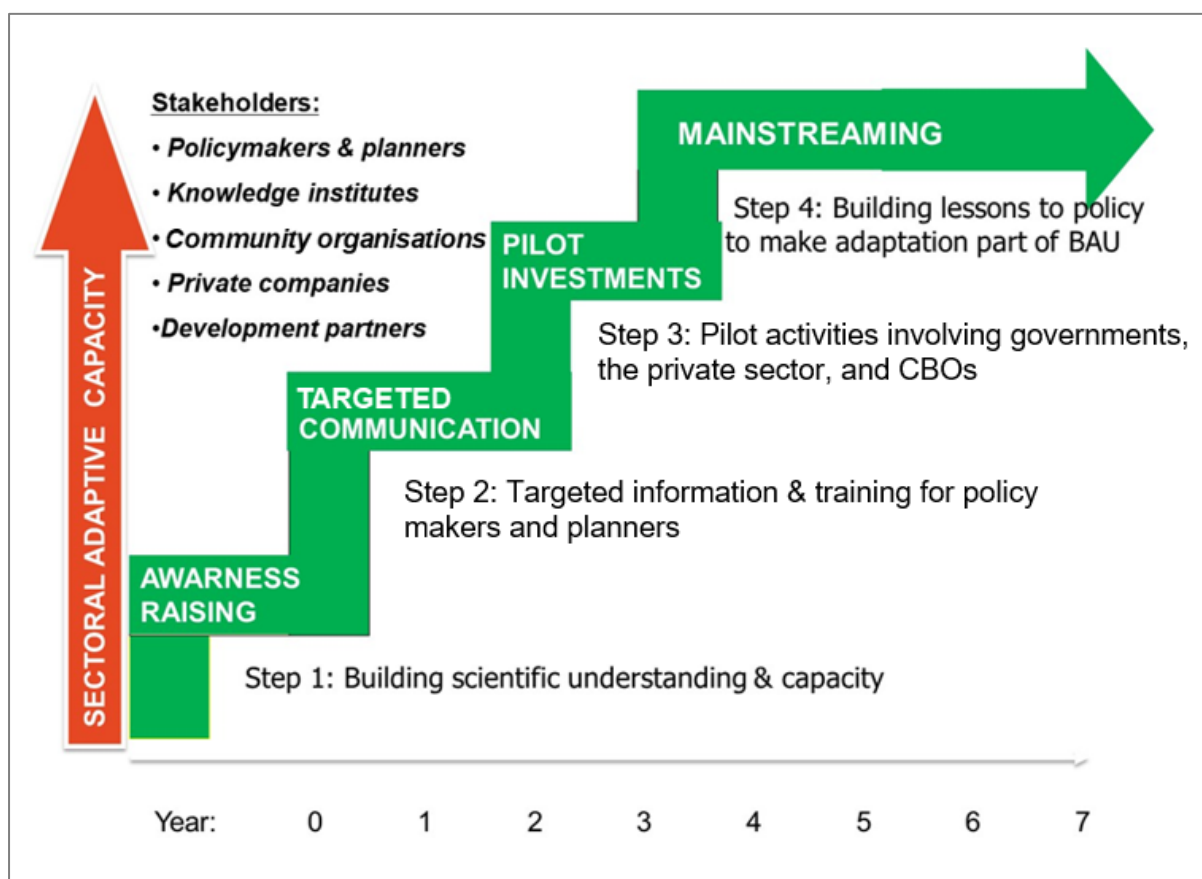 Stakeholders:
• Policymakers & planners
• Knowledge institutes
• Community organisations
• Private companies
•Development partners
SECTORAL ADAPTIVE CAPACITY
MAINSTREAMING
Step 4: Building lessons to policy
to make adaptation part of BAU
PILOT
INVESTMENTS
Step 3: Pilot activities involving governments,
the private sector, and CBOs
TARGETED
COMMUNICATION
Step 2: Targeted information & training for policy
makers and planners
AWARNESS
RAISING
Step 1: Building scientific understanding & capacity
Year: 0 1 2 3 4 5 6 7